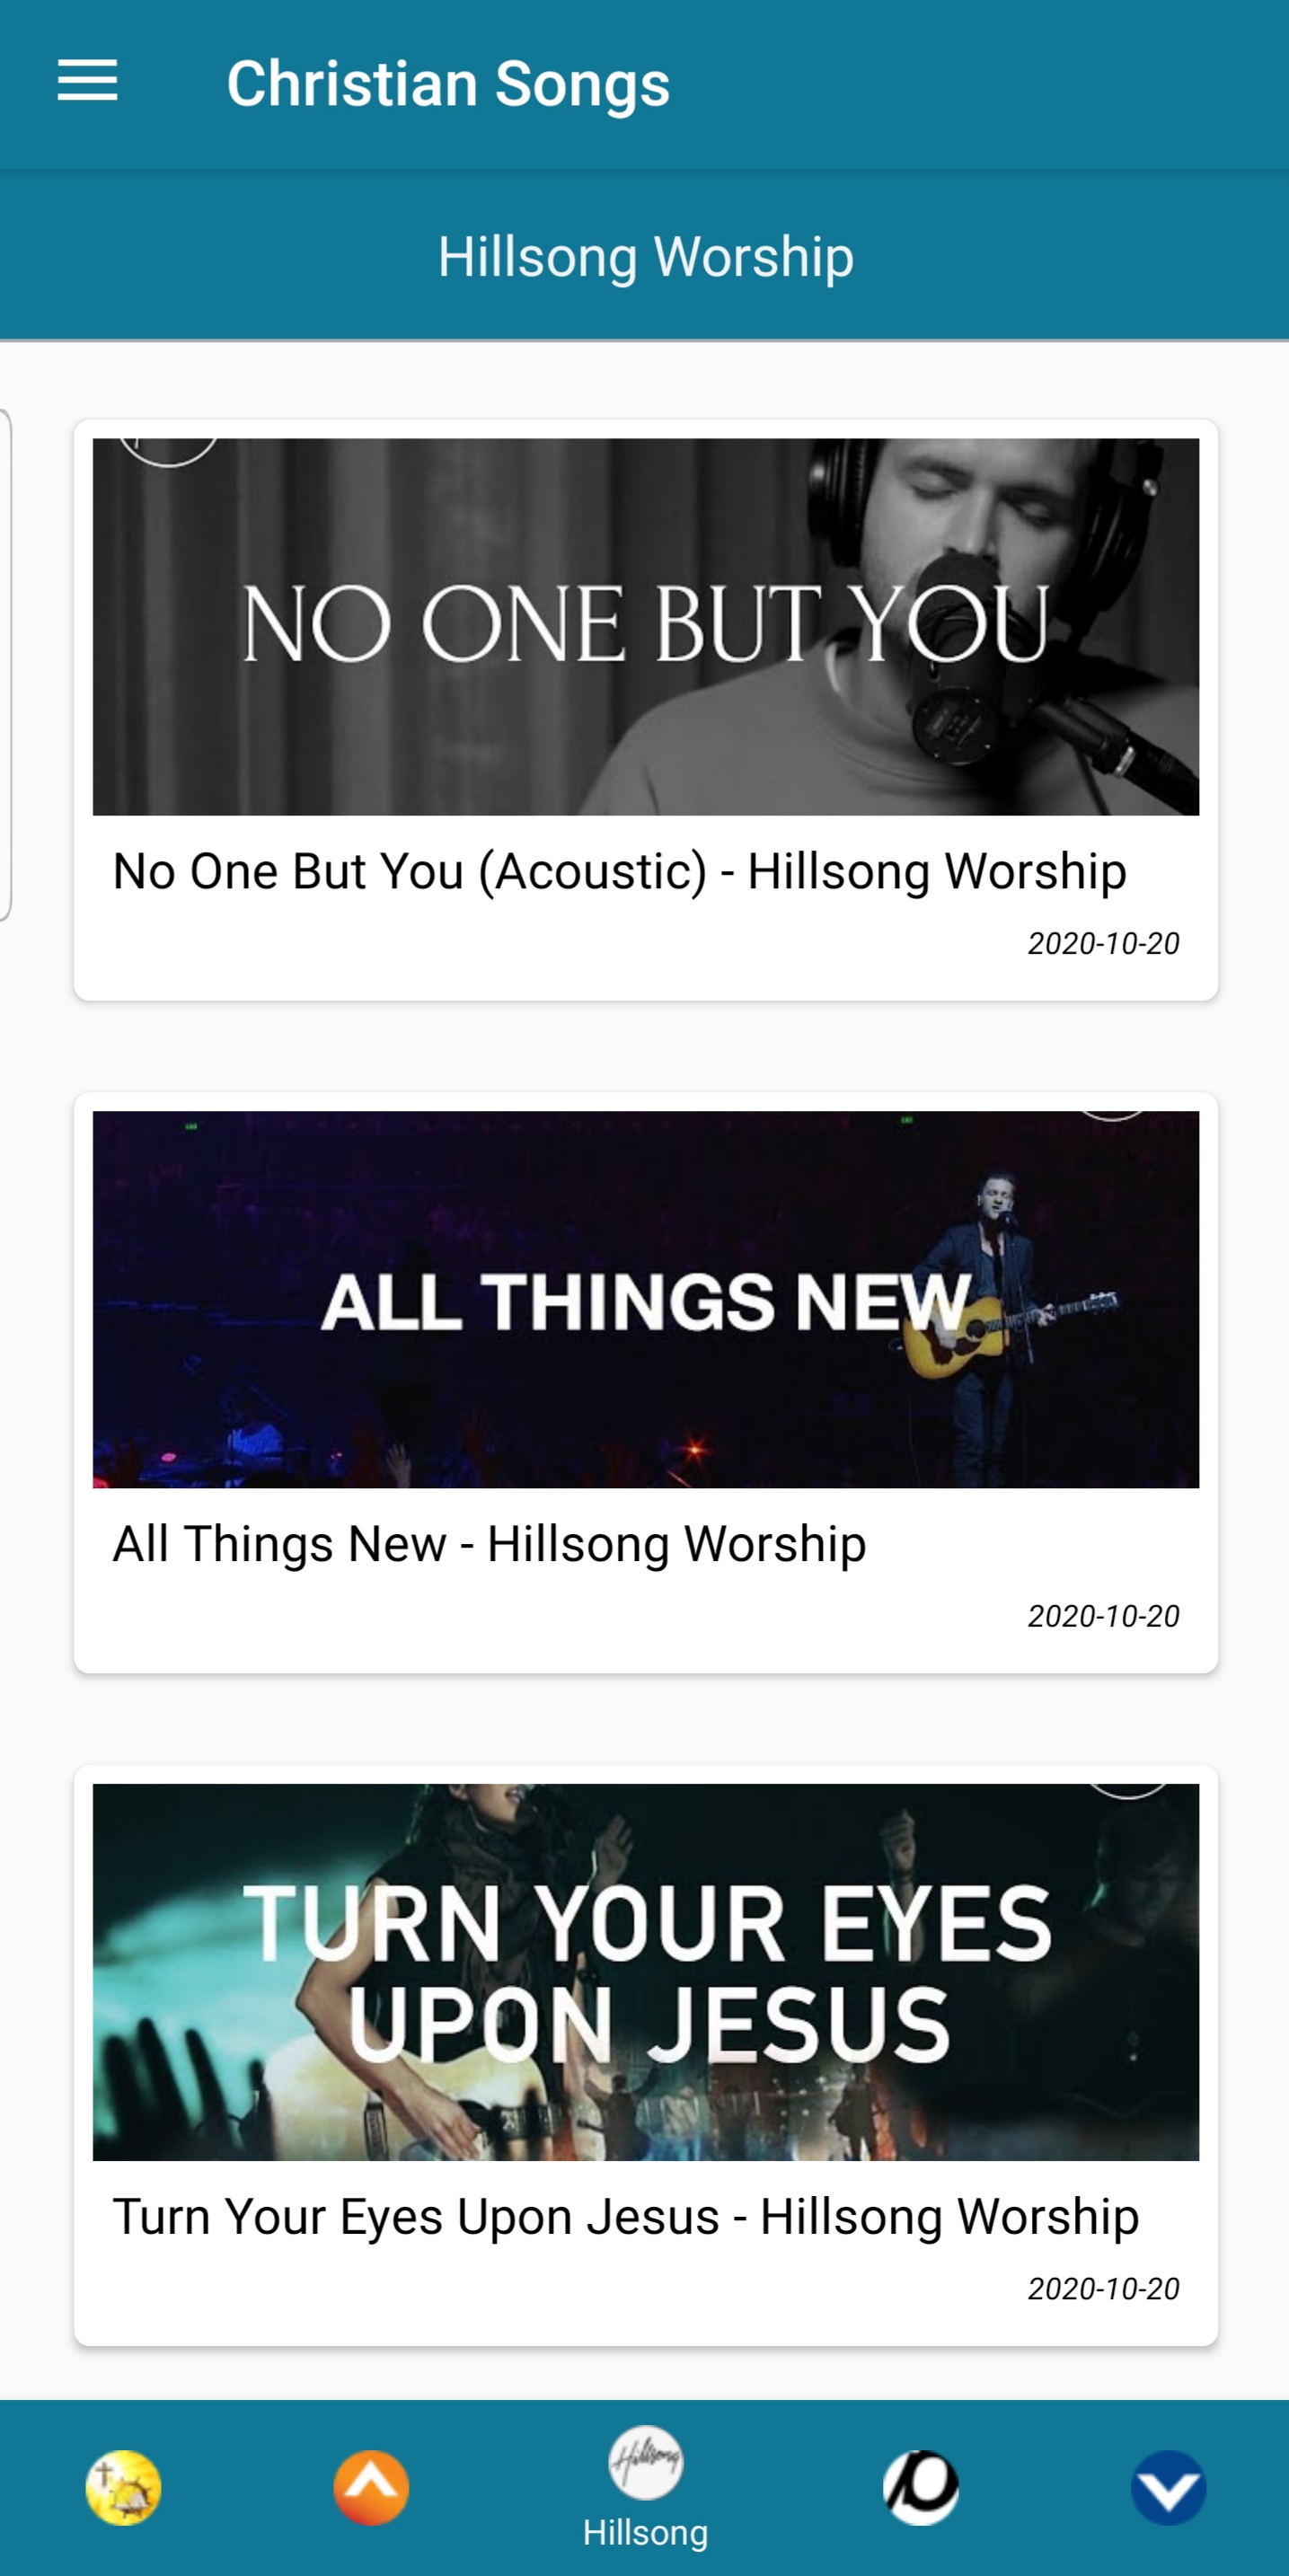 Christian Songs
Hillsong Worship
NO ONE BUT YOU
No One But You (Acoustic) - Hillsong Worship
2020-10-20
ALL THINGS NEW
All Things New - Hillsong Worship
2020-10-20
TURN YOUR EYES
UPON JESUS
Turn Your Eyes Upon Jesus - Hillsong Worship
2020-10-20
Hillsong
Hillsong